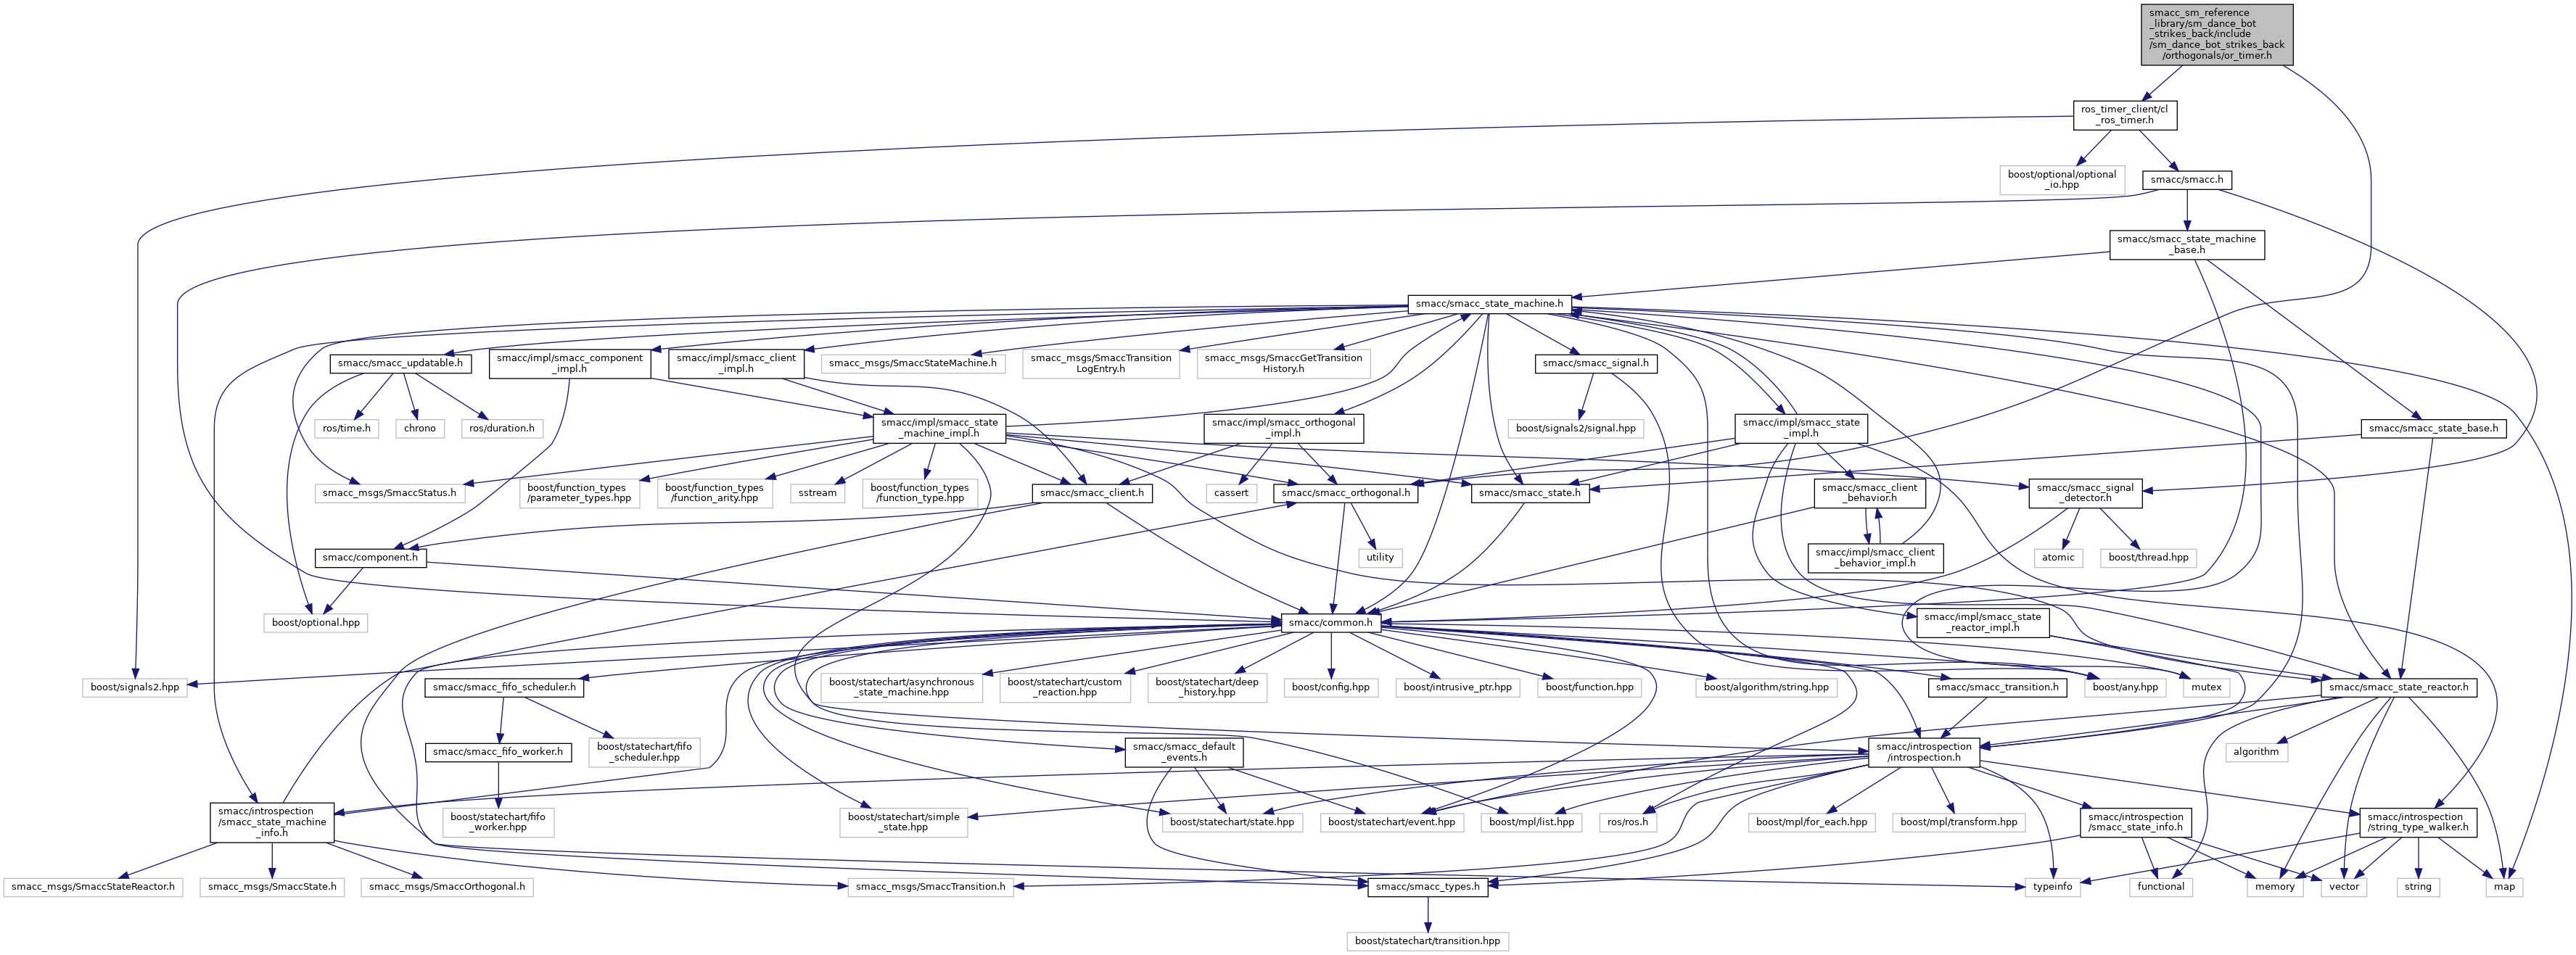 smacc_sm_reference
_library/sm_dance_bot
_strikes_back/include
/sm_dance_bot_strikes_back
/orthogonals/or_timer.h
ros_timer_client/cl
_ros_timer.h
boost/optional/optional
_io.hpp
smacc/smacc.h
smacc/smacc_state_machine
_base.h
smacc/smacc_state_machine.h
smacc/smacc_updatable.h
smacc/impl/smacc_component
_impl.h
smacc/impl/smacc_client
_impl.h
smacc_msgs/SmaccStateMachine.h
smacc_msgs/SmaccTransition
LogEntry.h
smacc_msgs/SmaccGetTransition
History.h
smacc/smacc_signal.h
ros/time.h
chrono
ros/duration.h
smacc/impl/smacc_state
_machine_impl.h
smacc/impl/smacc_orthogonal
_impl.h
boost/signals2/signal.hpp
smacc/impl/smacc_state
_impl.h
smacc/smacc_state_base.h
smacc_msgs/SmaccStatus.h
boost/function_types
/parameter_types.hpp
boost/function_types
/function_arity.hpp
sstream
boost/function_types
/function_type.hpp
smacc/smacc_client.h
cassert
smacc/smacc_orthogonal.h
smacc/smacc_state.h
smacc/smacc_client
_behavior.h
smacc/smacc_signal
_detector.h
smacc/component.h
utility
smacc/impl/smacc_client
_behavior_impl.h
atomic
boost/thread.hpp
boost/optional.hpp
smacc/common.h
smacc/impl/smacc_state
_reactor_impl.h
boost/signals2.hpp
smacc/smacc_fifo_scheduler.h
boost/statechart/asynchronous
_state_machine.hpp
boost/statechart/custom
_reaction.hpp
boost/statechart/deep
_history.hpp
boost/config.hpp
boost/intrusive_ptr.hpp
boost/function.hpp
boost/algorithm/string.hpp
smacc/smacc_transition.h
boost/any.hpp
mutex
smacc/smacc_state_reactor.h
smacc/smacc_fifo_worker.h
boost/statechart/fifo
_scheduler.hpp
smacc/smacc_default
_events.h
smacc/introspection
/introspection.h
algorithm
smacc/introspection
/smacc_state_machine
_info.h
boost/statechart/fifo
_worker.hpp
boost/statechart/simple
_state.hpp
boost/statechart/state.hpp
boost/statechart/event.hpp
boost/mpl/list.hpp
ros/ros.h
boost/mpl/for_each.hpp
boost/mpl/transform.hpp
smacc/introspection
/smacc_state_info.h
smacc/introspection
/string_type_walker.h
smacc_msgs/SmaccStateReactor.h
smacc_msgs/SmaccState.h
smacc_msgs/SmaccOrthogonal.h
smacc_msgs/SmaccTransition.h
smacc/smacc_types.h
typeinfo
functional
memory
vector
string
map
boost/statechart/transition.hpp